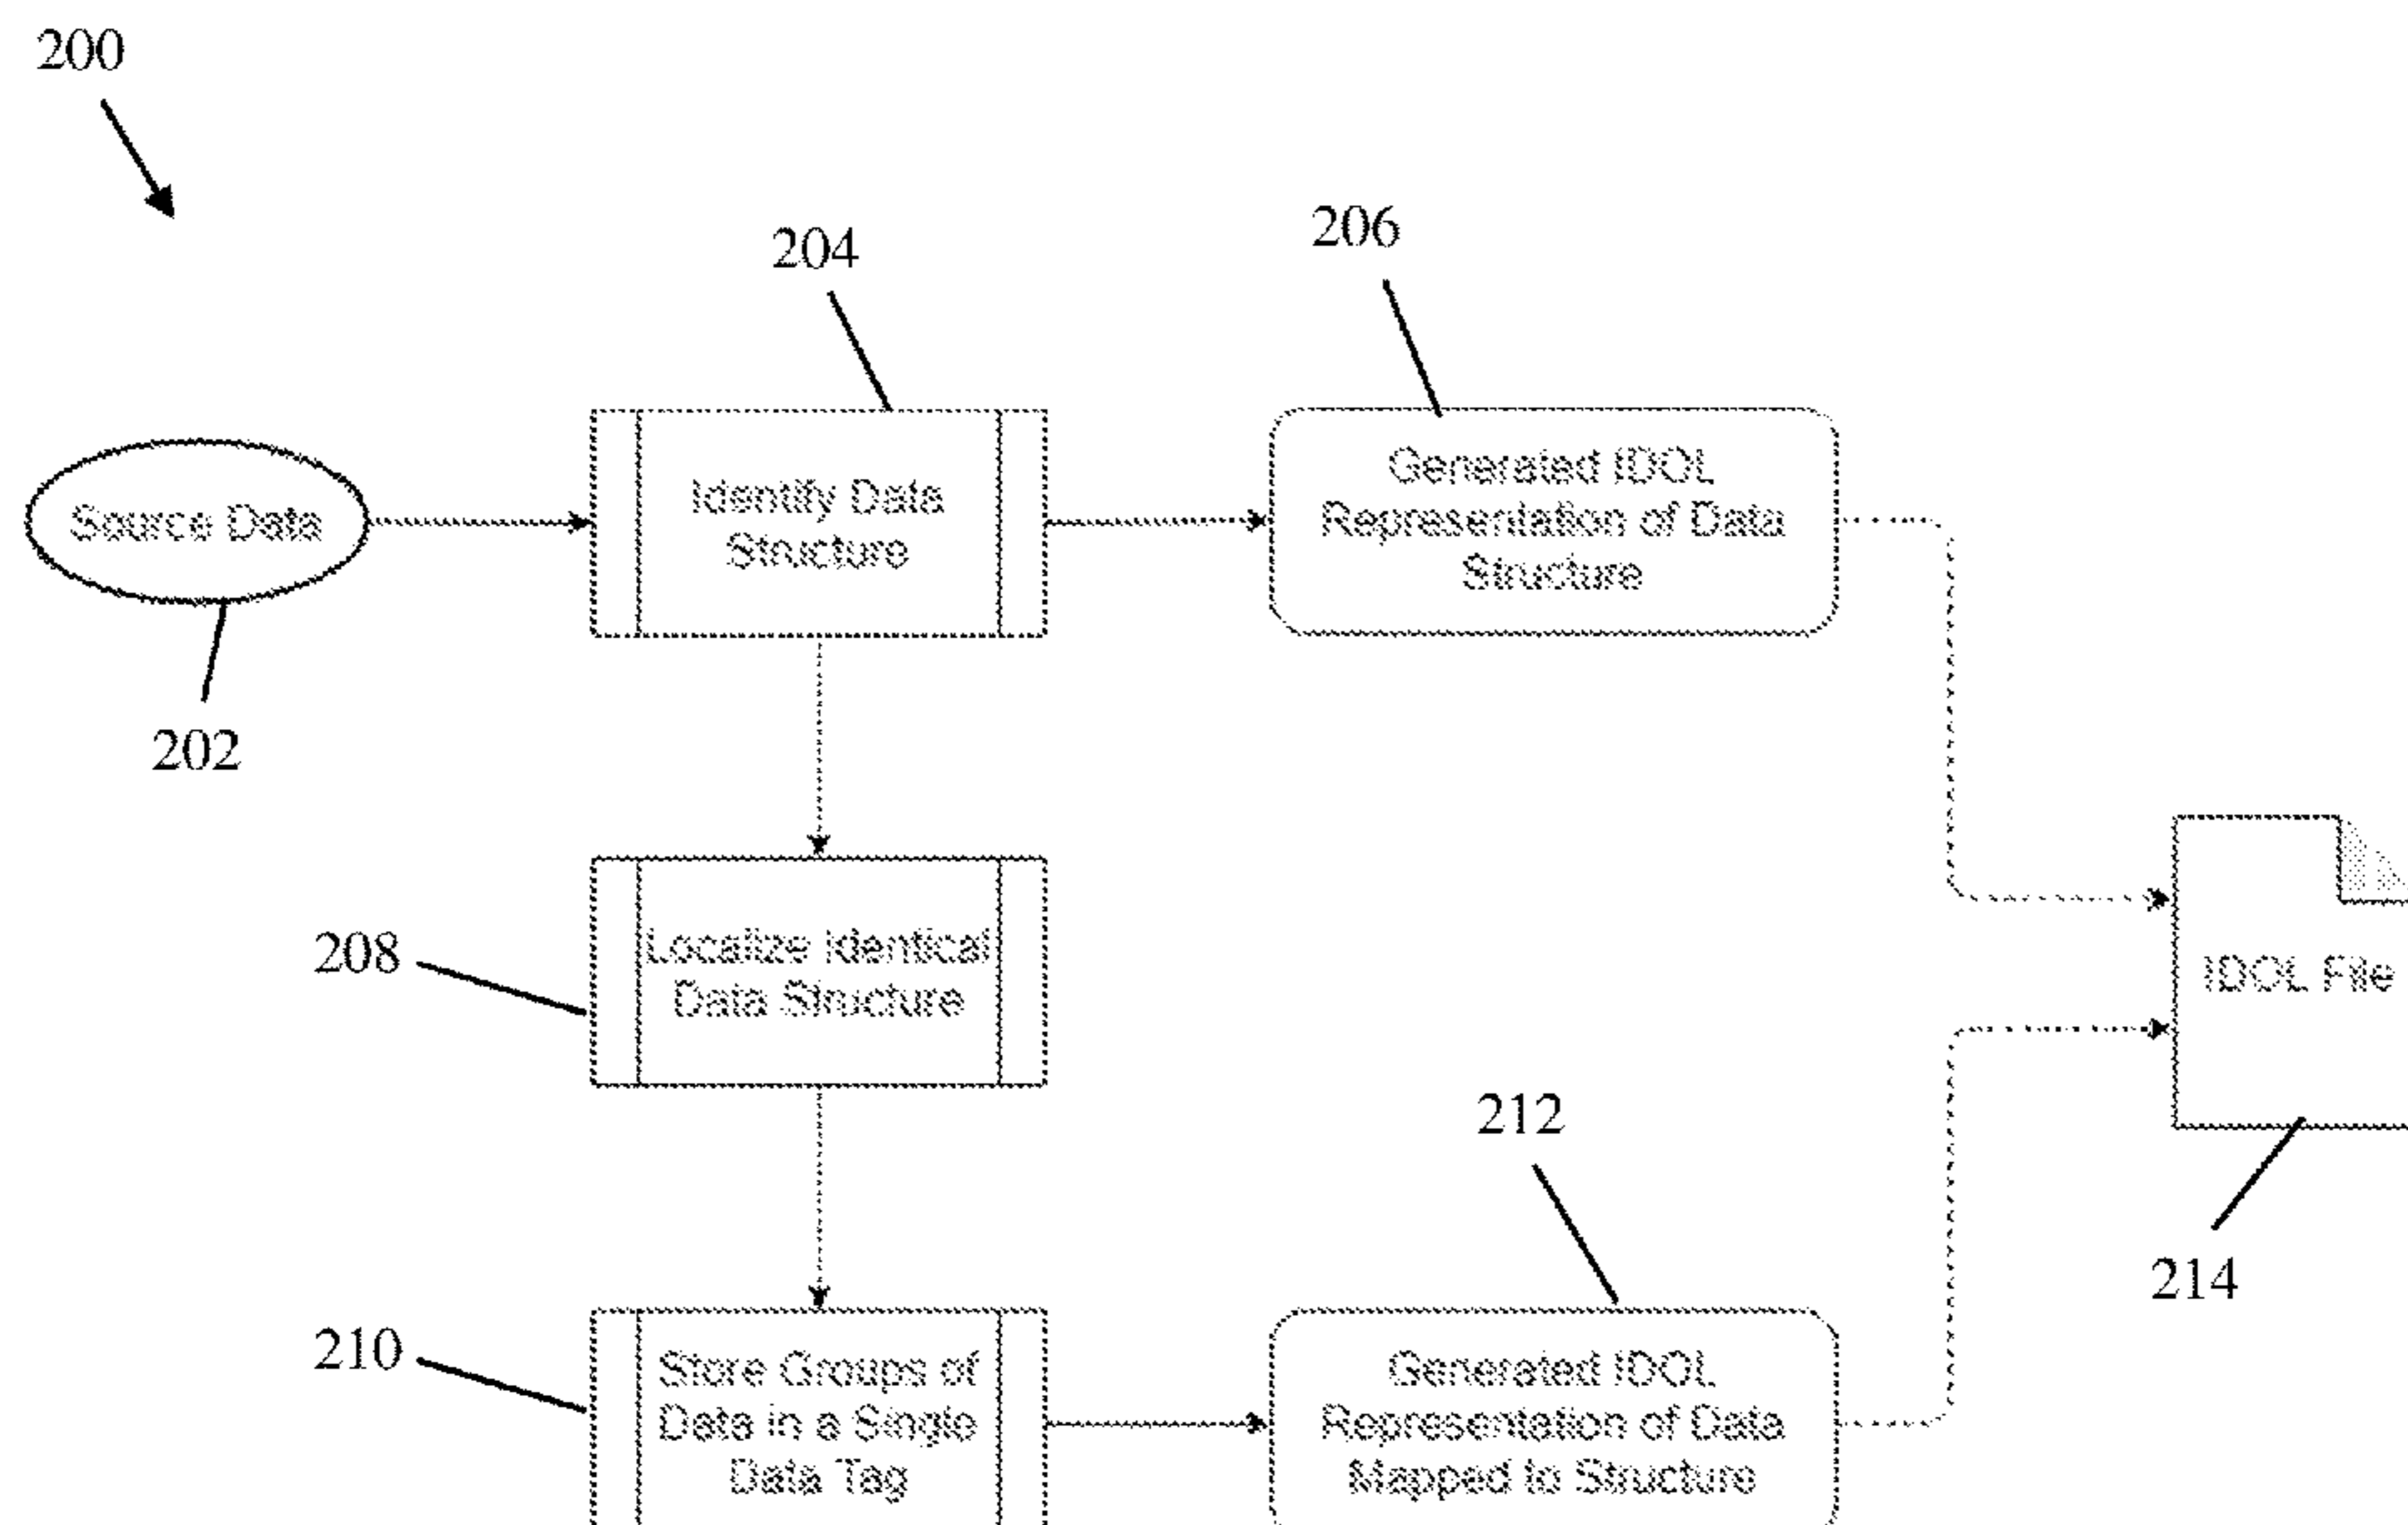 200
204
206
Source Data
Identify Data
Structure
Generated IDOL
Representation of Data
Structure
202
208
Localize Identical
Data Structure
IDOL File
212
214
210
Store Groups of
Data in a Single
Data Tag
Generated IDOL
Representation of Data
Mapped to Structure